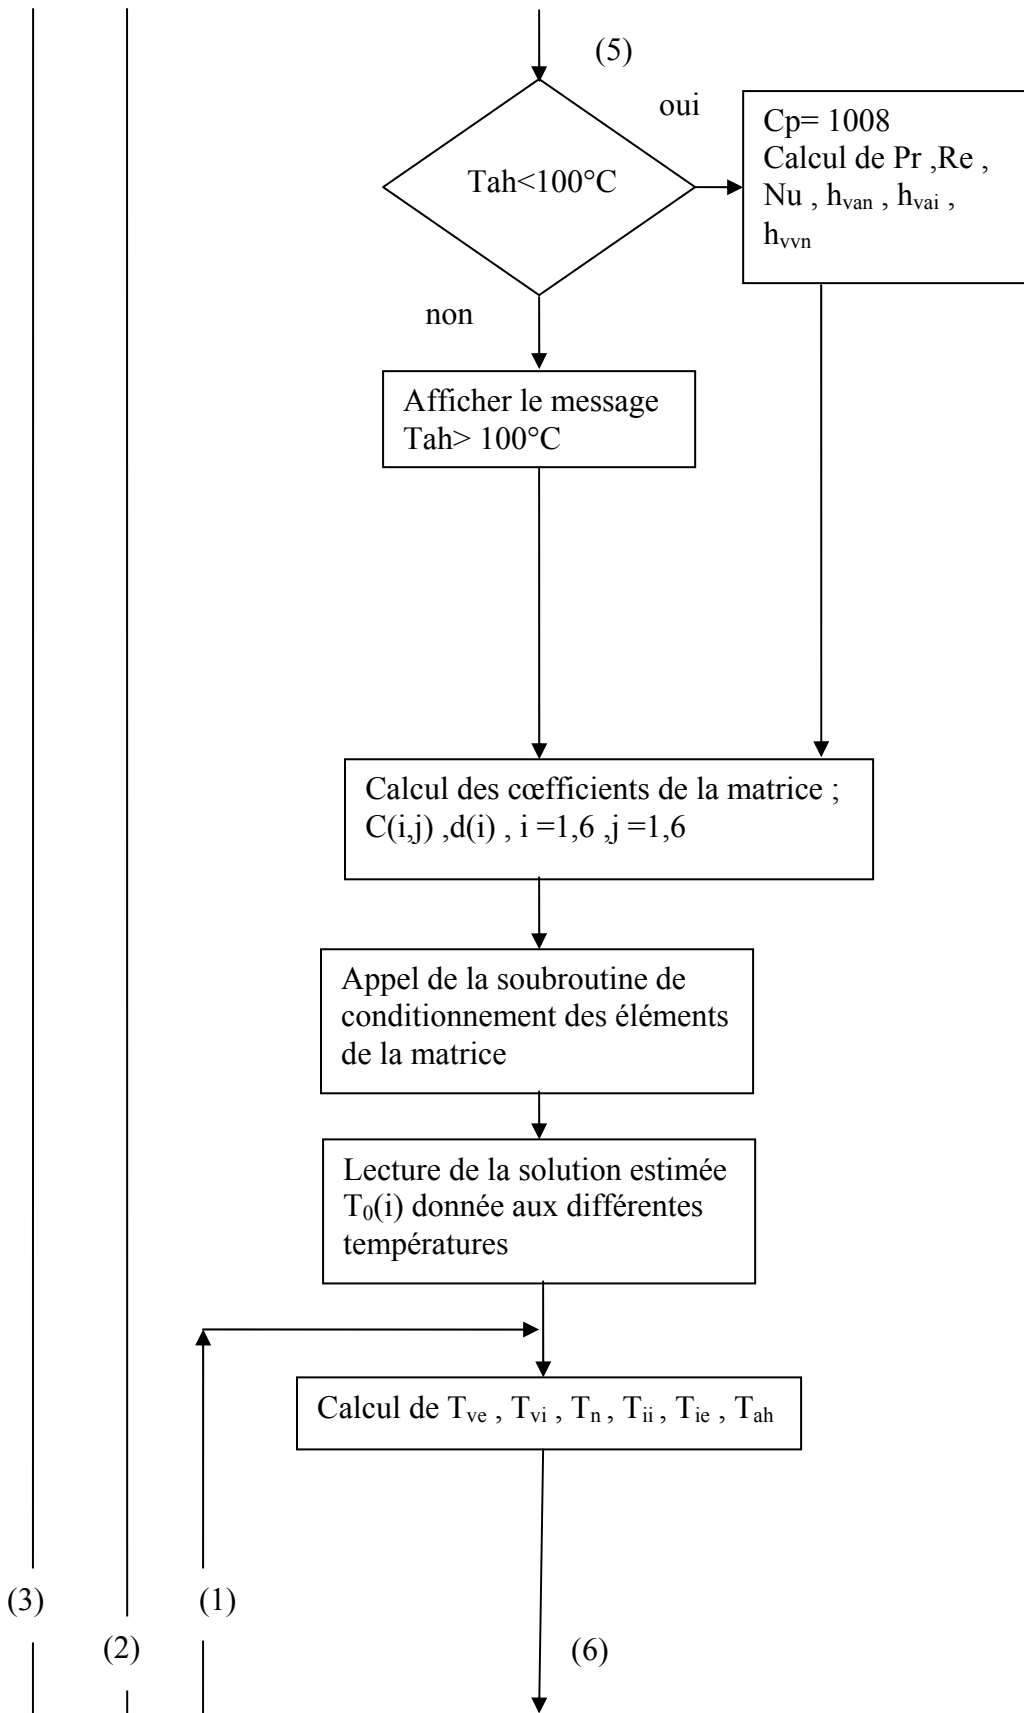 (5)
oui
Tah<100°C
Cp= 1008
Calcul de Pr ,Re ,
Nu , hvan , hvai ,
hvvn
non
Afficher le message
Tah> 100°C
Calcul des cœfficients de la matrice ;
C(i,j) ,d(i) , i =1,6 ,j =1,6
Appel de la soubroutine de
conditionnement des éléments
de la matrice
Lecture de la solution estimée
T0(i) donnée aux différentes
températures
Calcul de Tve , Tvi , Tn , Tii , Tie , Tah
(3)
(1)
(2)
(6)